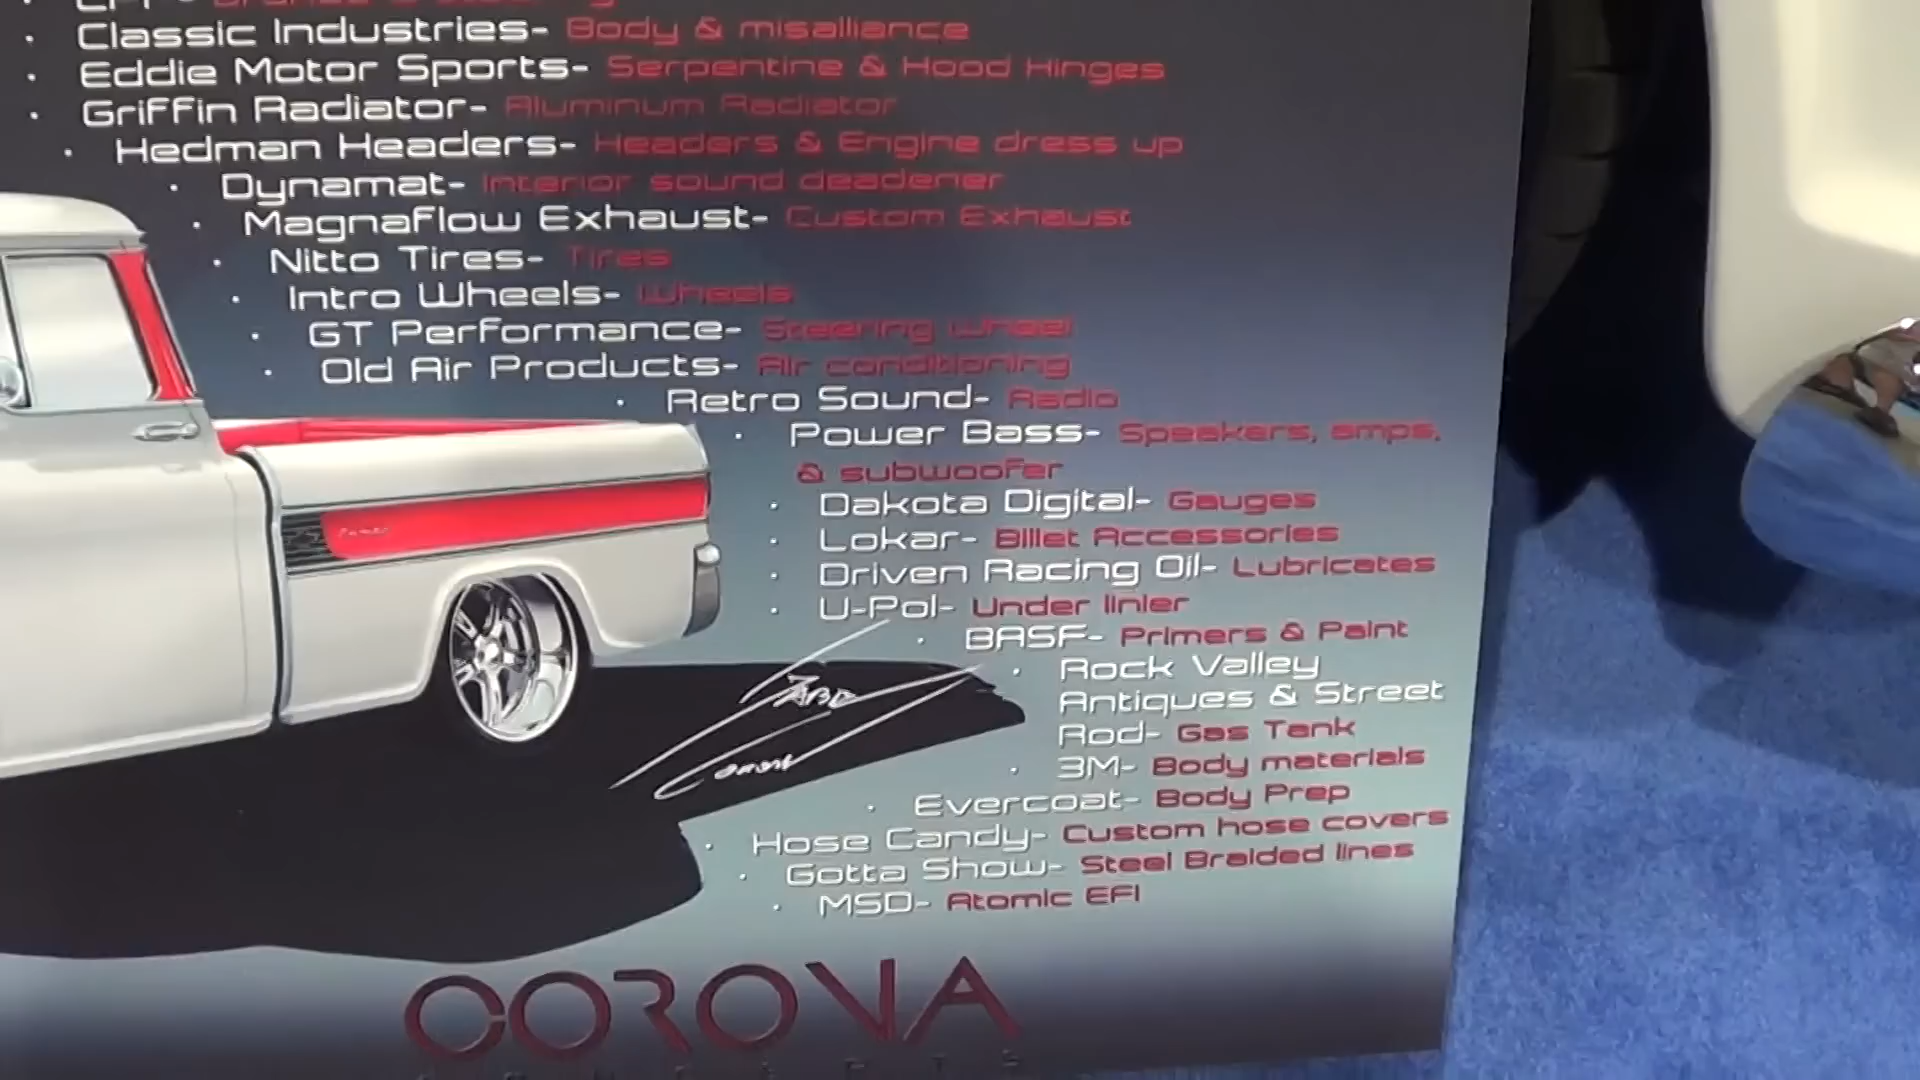 Classic Industries- Body & misalliance
Eddie Motor Sports- Serpentine & Hood Hinges
Griffin Radiator- Aluminum Radiator
Hedman Headers- Headers & Engine dress up
Dynamat- Interior sound deadener
Magnaflow Exhaust- Custom Exhaust
Nitto Tires- Tires
Intro Wheels- Wheels
GT Performance- Steering wheel
Old Air Products- Air conditioning
Retro Sound- Radio
Power Bass- Speakers, amps,
& subwoofer
Dakota Digital- Gauges
Lokar- Billet Accessories
Driven Racing Oil- Lubricates
U-Pol- Under linier
BASF- Primers & Paint
Rock Valley
Antiques & Street
Rod- Gas Tank
3M- Body materials
Evercoat- Body Prep
Hose Candy- Custom hose covers
Gotta Show- Steel Braided lines
MSD- Atomic EFI